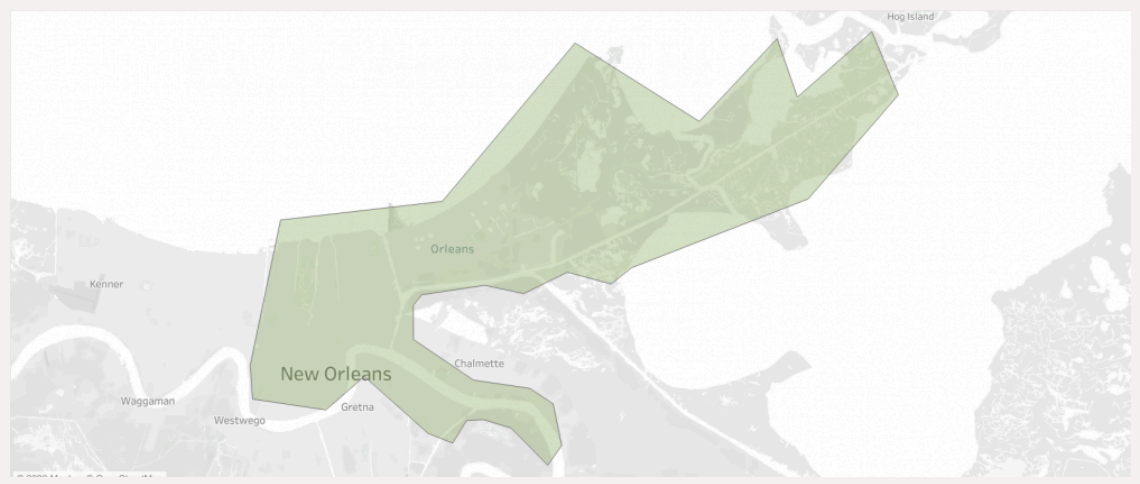 Hog Island
Orleans
Kenner
Chalmette
New Orleans
Waggaman
Gretna
Westwego